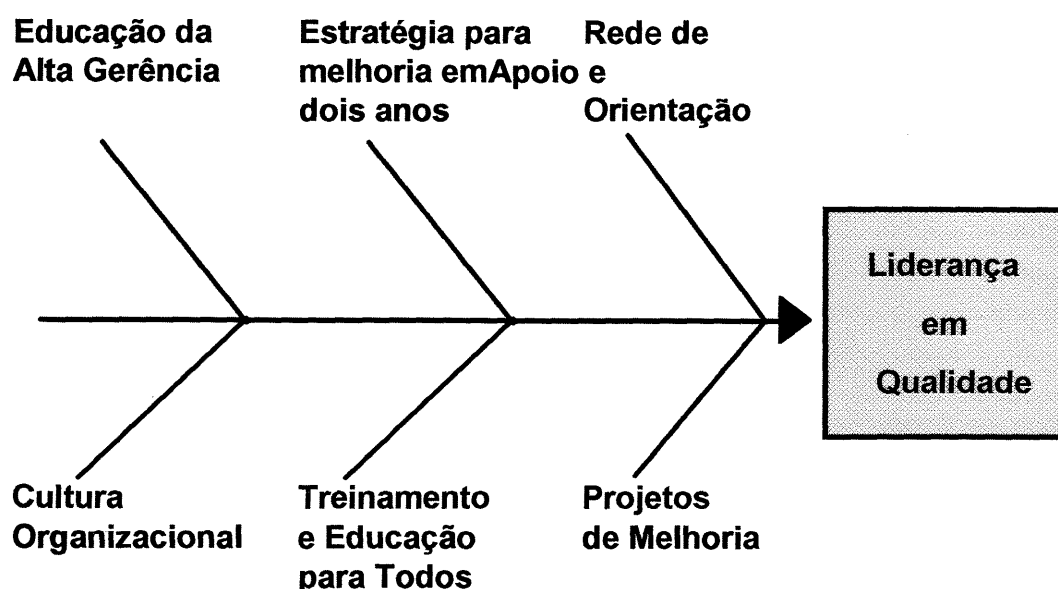 Educação da
Alta Gerência
Estratégia para
melhoria emApoio e
dois anos
Rede de
Orientação
Liderança
em
Qualidade
Cultura
Organizacional
Treinamento
e Educação
para Todos
Projetos
de Melhoria